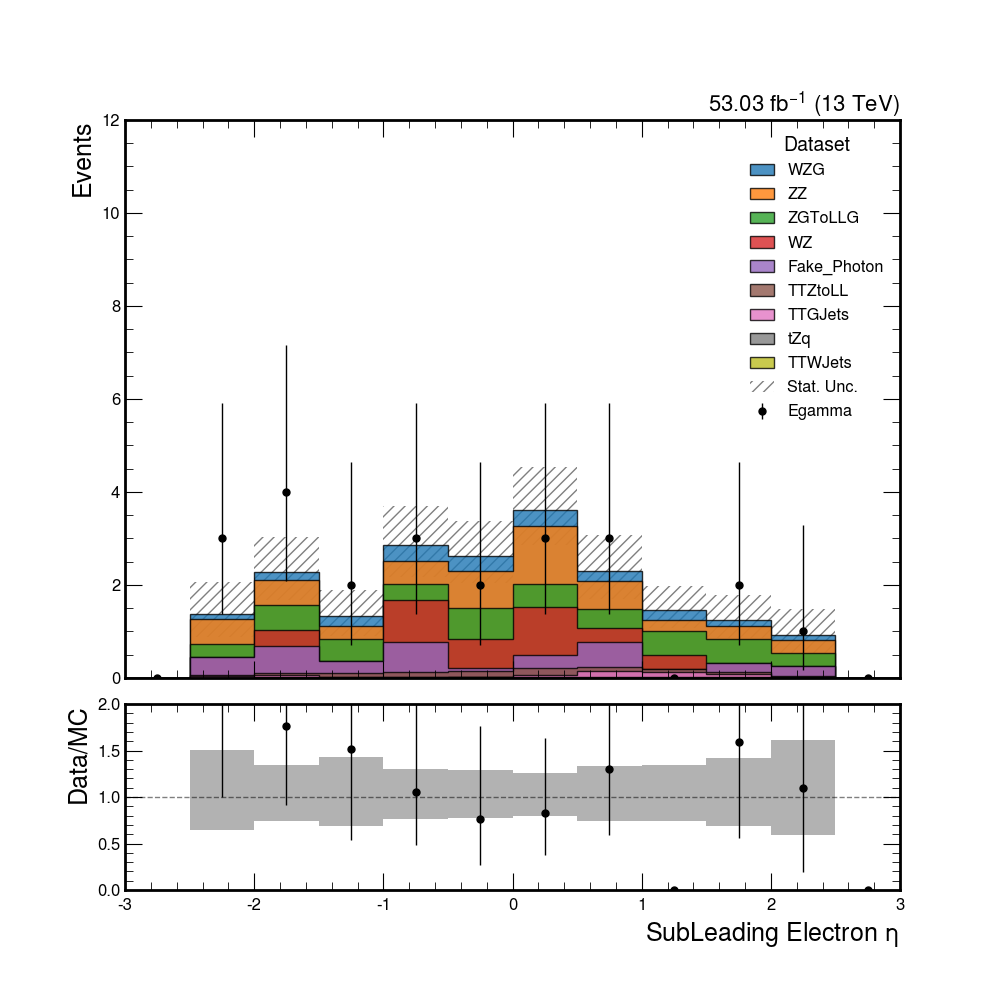 53.03 fb⁻¹ (13 TeV)
Events
12
10
8
6
4
2
0
Dataset
WZG
ZZ
ZGToLLG
WZ
Fake_Photon
TTZtoLL
TTGJets
tZq
TTWJets
Stat. Unc.
Egamma
Data/MC
2.0
1.5
1.0
0.5
0.0
-3 -2 -1 0 1 2 3
SubLeading Electron η